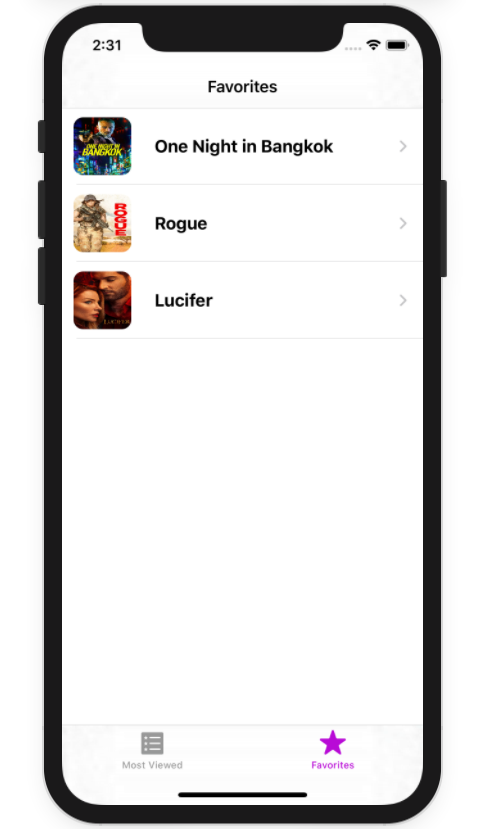 2:31
Favorites
ONE NIGHT IN
BANGKOK
One Night in Bangkok
ROGUE
Rogue
LUCIFER
Lucifer
Most Viewed
Favorites